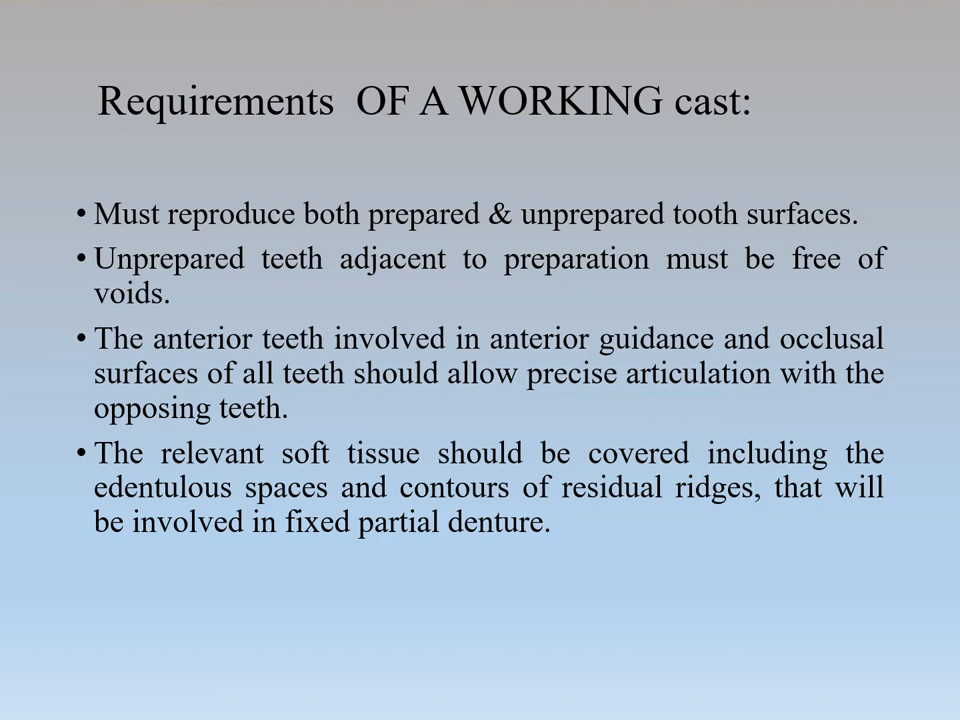 Requirements OF A WORKING cast:
• Must reproduce both prepared & unprepared tooth surfaces.
• Unprepared teeth adjacent to preparation must be free of
voids.
• The anterior teeth involved in anterior guidance and occlusal
surfaces of all teeth should allow precise articulation with the
opposing teeth.
• The relevant soft tissue should be covered including the
edentulous spaces and contours of residual ridges, that will
be involved in fixed partial denture.